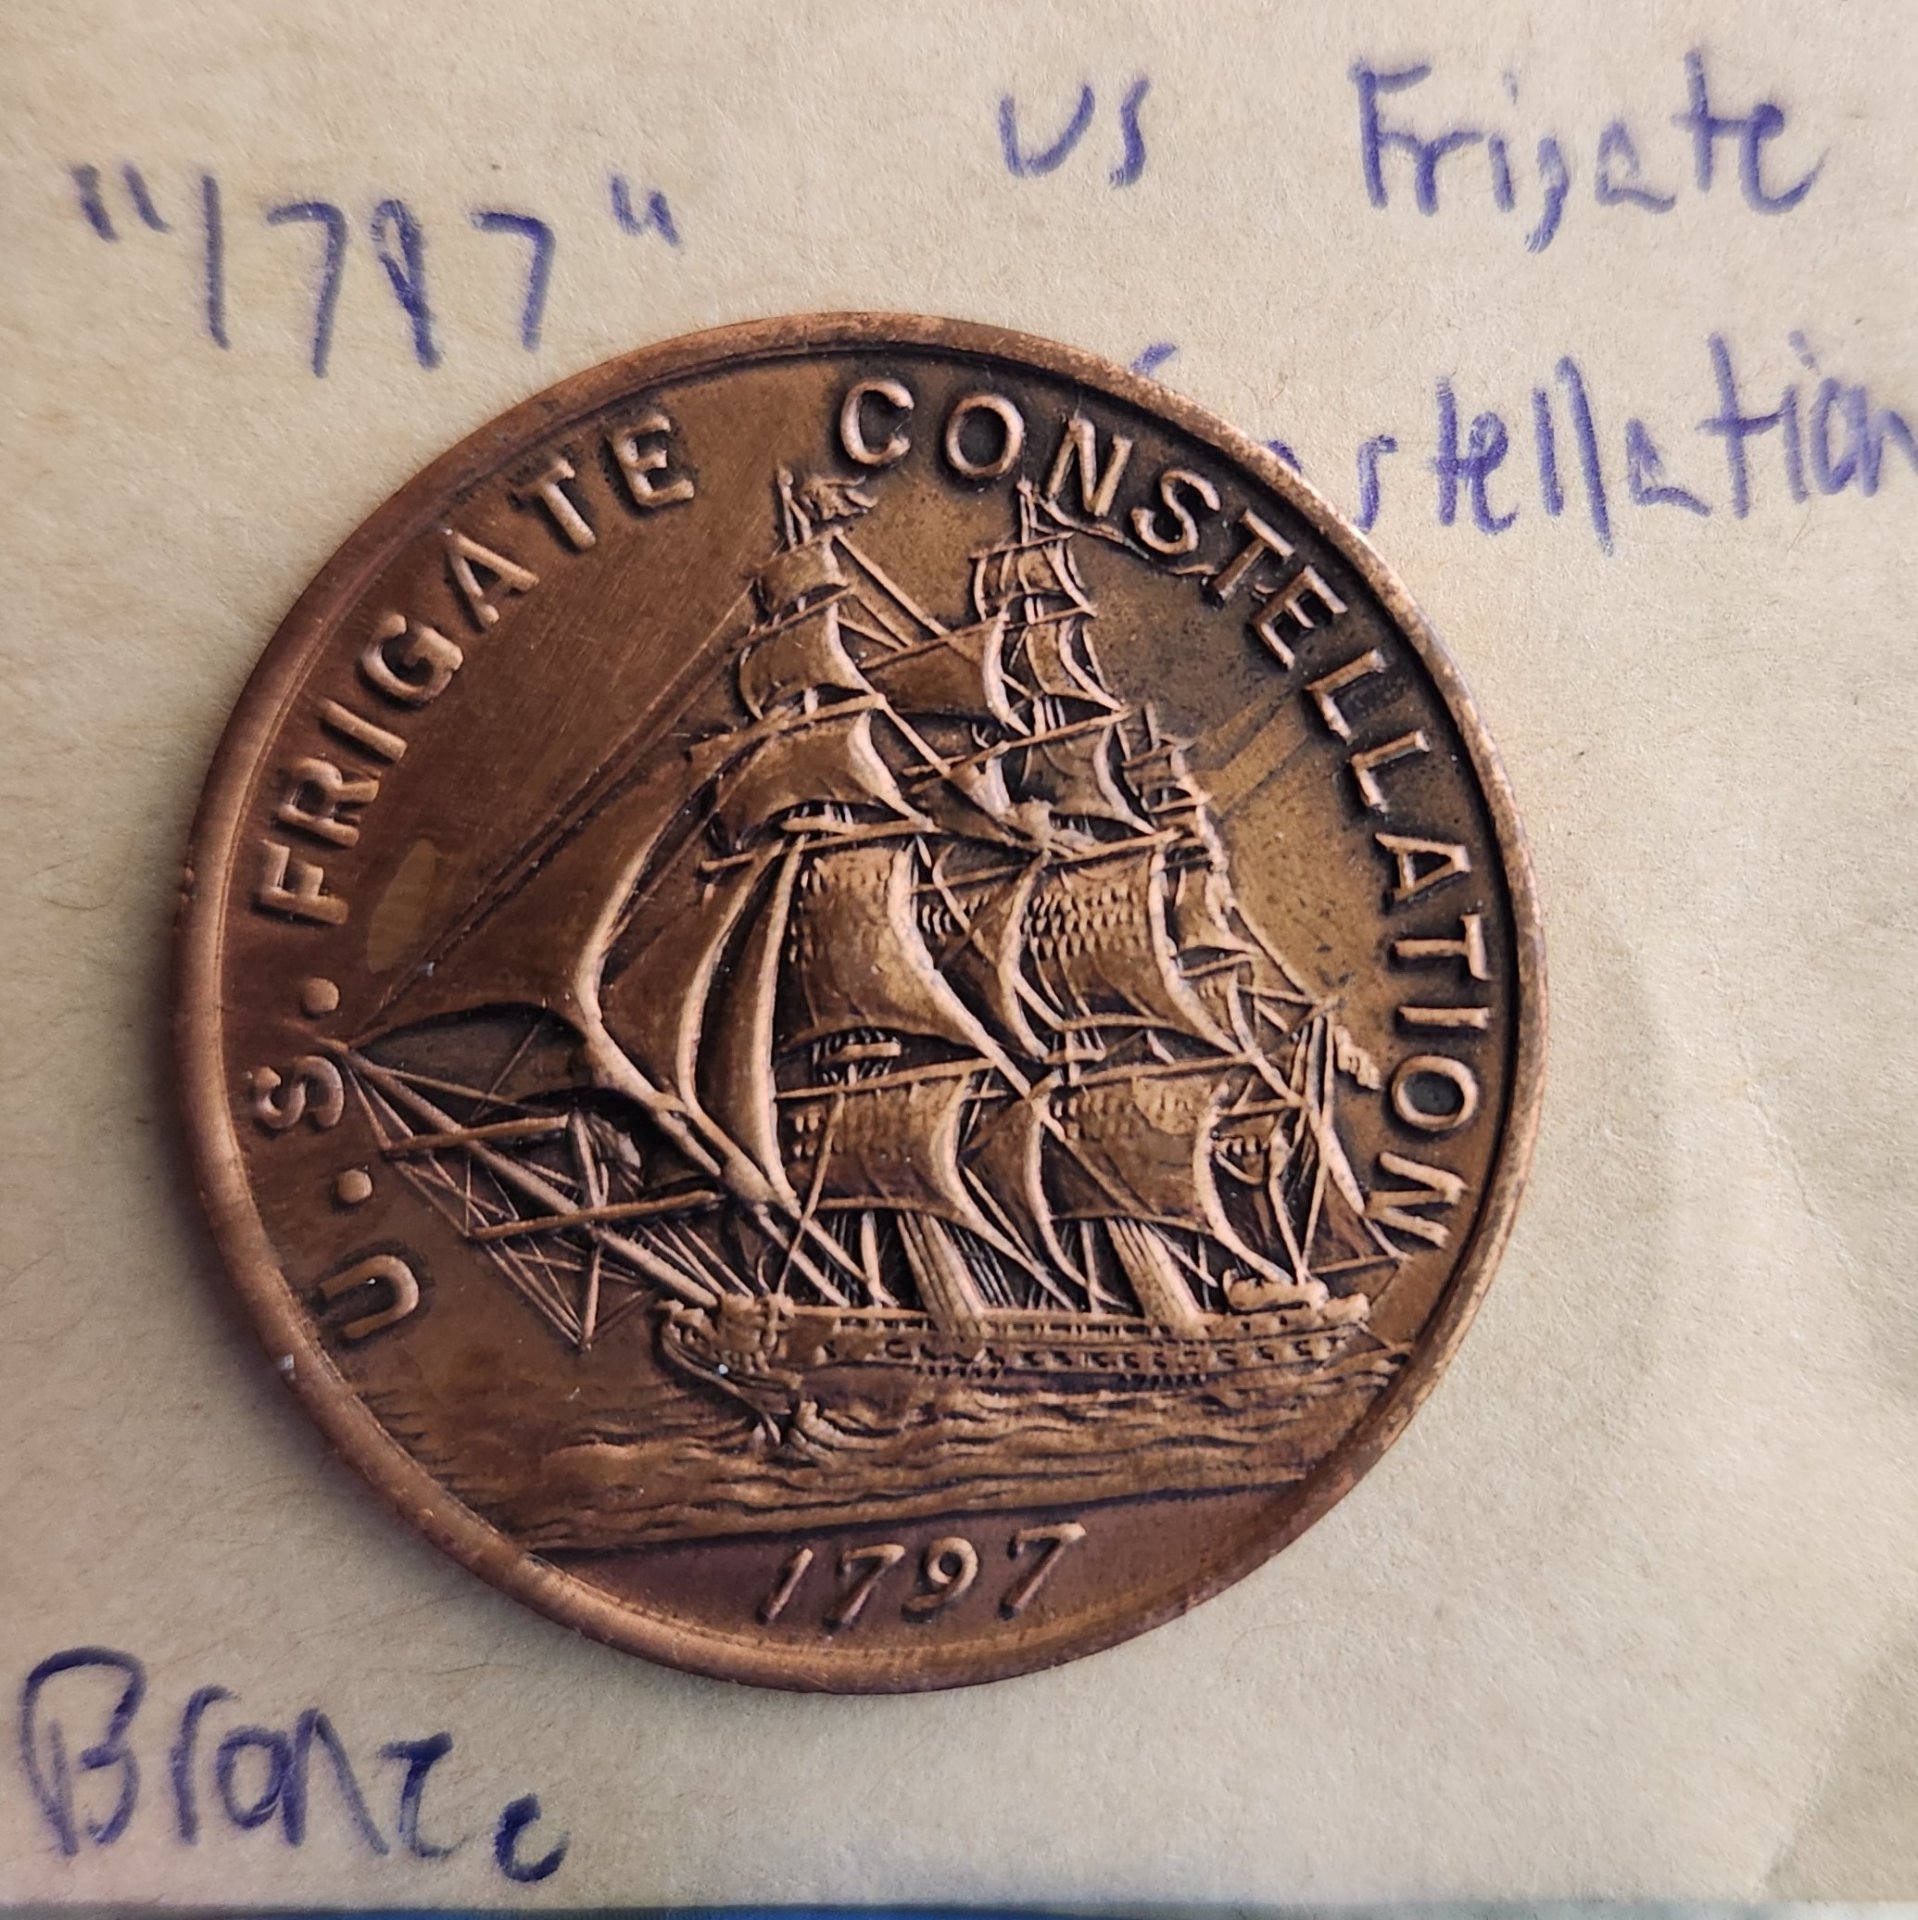 US Frigate
"1797"
Constellation
U.S. FRIGATE CONSTELLATION
1797
Bronze